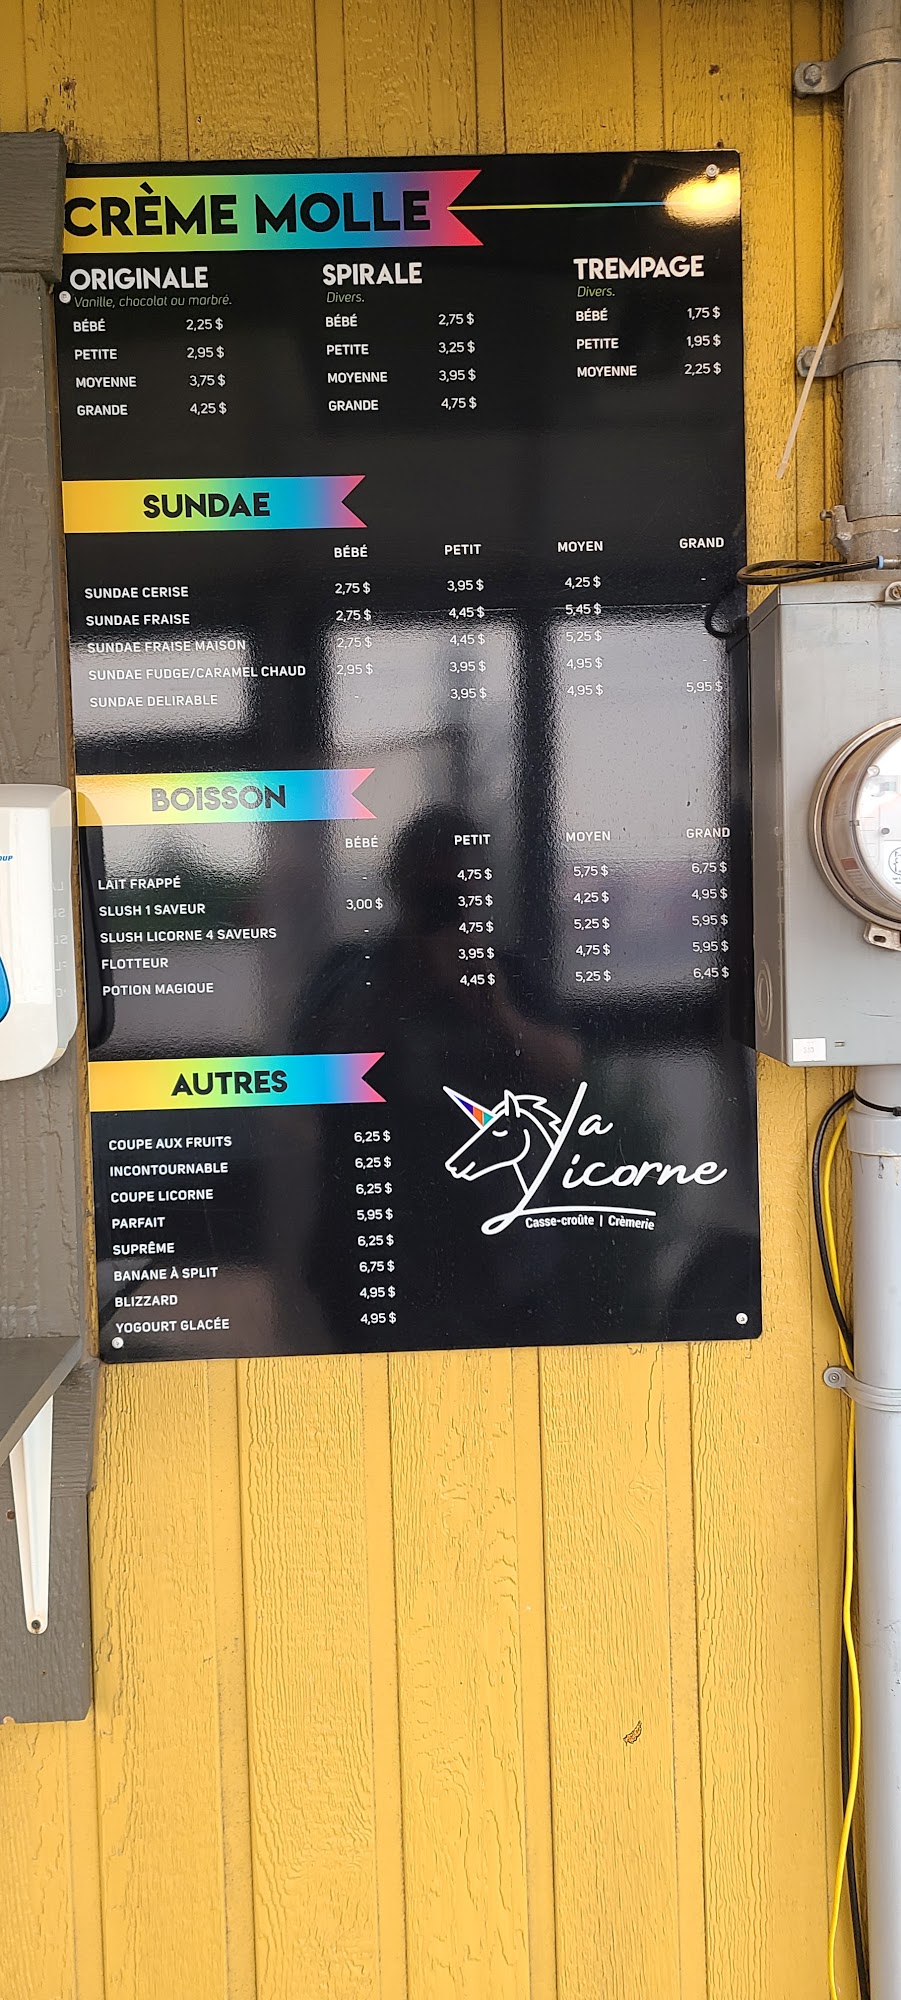 CRÈME MOLLE
ORIGINALE
Vanille, chocolat ou marbré.
BÉBÉ 2,25 $
PETITE 2,95 $
MOYENNE 3,75 $
GRANDE 4,25 $
SPIRALE
Divers.
BÉBÉ 2,75 $
PETITE 3,25 $
MOYENNE 3,95 $
GRANDE 4,75 $
TREMPAGE
Divers.
BÉBÉ 1,75 $
PETITE 1,95 $
MOYENNE 2,25 $
SUNDAE
BÉBÉ PETIT MOYEN GRAND
SUNDAE CERISE 2,75 $ 3,95 $ 4,25 $ -
SUNDAE FRAISE 2,75 $ 4,45 $ 5,45 $ -
SUNDAE FRAISE MAISON 2,75 $ 4,45 $ 5,25 $
SUNDAE FUDGE/CARAMEL CHAUD 2,95 $ 3,95 $ 4,95 $ -
SUNDAE DELIRABLE - 3,95 $ 4,95 $ 5,95 $
BOISSON
BÉBÉ PETIT MOYEN GRAND
LAIT FRAPPÉ - 4,75 $ 5,75 $ 6,75 $
SLUSH 1 SAVEUR 3,00 $ 3,75 $ 4,25 $ 4,95 $
SLUSH LICORNE 4 SAVEURS - 4,75 $ 5,25 $ 5,95 $
FLOTTEUR - 3,95 $ 4,75 $ 5,95 $
POTION MAGIQUE - 4,45 $ 5,25 $ 6,45 $
AUTRES
COUPE AUX FRUITS 6,25 $
INCONTOURNABLE 6,25 $
COUPE LICORNE 6,25 $
PARFAIT 5,95 $
SUPRÊME 6,25 $
BANANE À SPLIT 6,75 $
BLIZZARD 4,95 $
YOGOURT GLACÉE 4,95 $
La
Licorne
Casse-croûte | Crèmerie